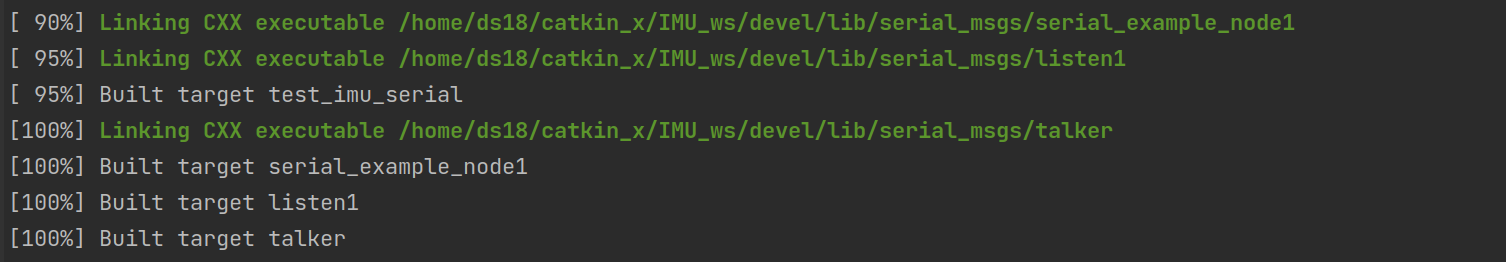 [ 90%] Linking CXX executable /home/ds18/catkin_x/IMU_ws/devel/lib/serial_msgs/serial_example_node1
[ 95%] Linking CXX executable /home/ds18/catkin_x/IMU_ws/devel/lib/serial_msgs/listen1
[ 95%] Built target test_imu_serial
[100%] Linking CXX executable /home/ds18/catkin_x/IMU_ws/devel/lib/serial_msgs/talker
[100%] Built target serial_example_node1
[100%] Built target listen1
[100%] Built target talker